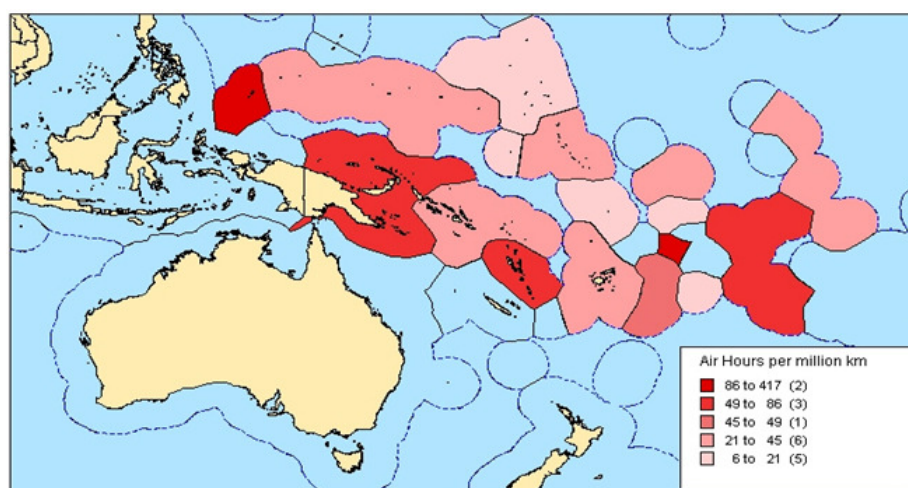 Air Hours per million km
86 to 417 (2)
49 to 86 (3)
45 to 49 (1)
21 to 45 (6)
6 to 21 (5)